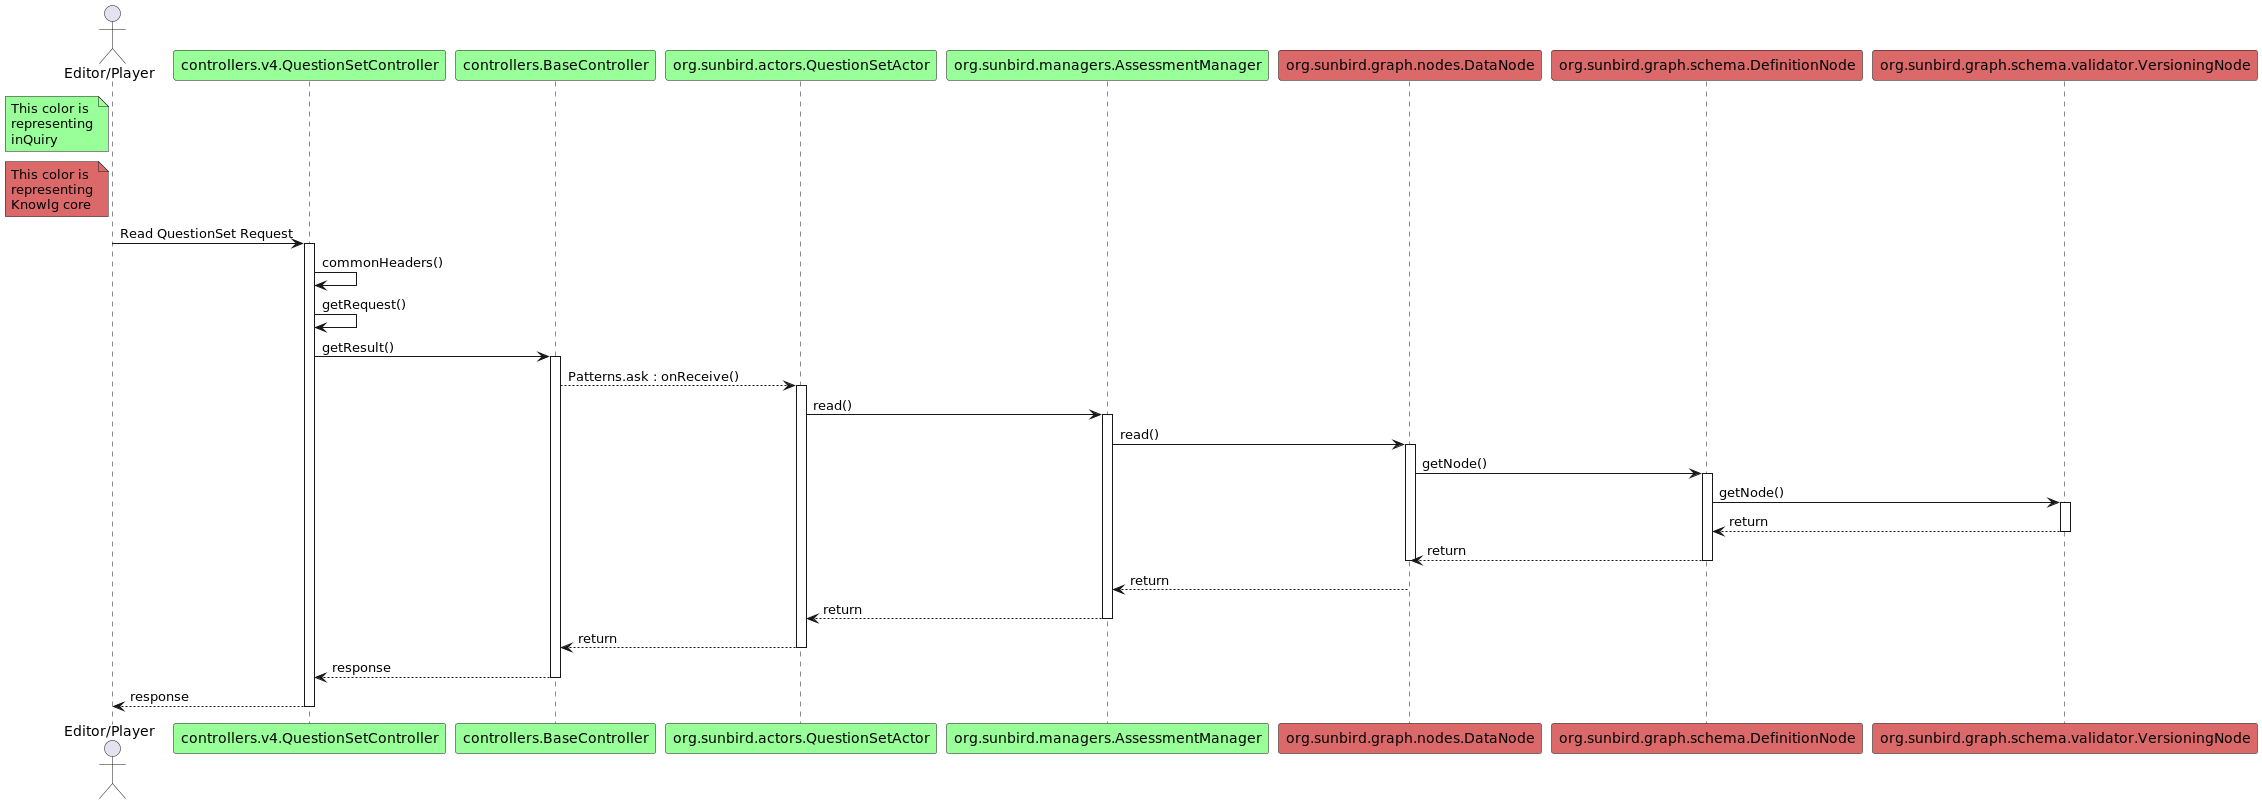 Editor/Player
controllers.v4.QuestionSetController
controllers.BaseController
org.sunbird.actors.QuestionSetActor
org.sunbird.managers.AssessmentManager
org.sunbird.graph.nodes.DataNode
org.sunbird.graph.schema.DefinitionNode
org.sunbird.graph.schema.validator.VersioningNode
This color is
representing
inQuiry
This color is
representing
Knowlg core
Read QuestionSet Request
commonHeaders()
getRequest()
getResult()
Patterns.ask : onReceive()
read()
read()
getNode()
getNode()
return
return
return
return
return
response
response
Editor/Player
controllers.v4.QuestionSetController
controllers.BaseController
org.sunbird.actors.QuestionSetActor
org.sunbird.managers.AssessmentManager
org.sunbird.graph.nodes.DataNode
org.sunbird.graph.schema.DefinitionNode
org.sunbird.graph.schema.validator.VersioningNode